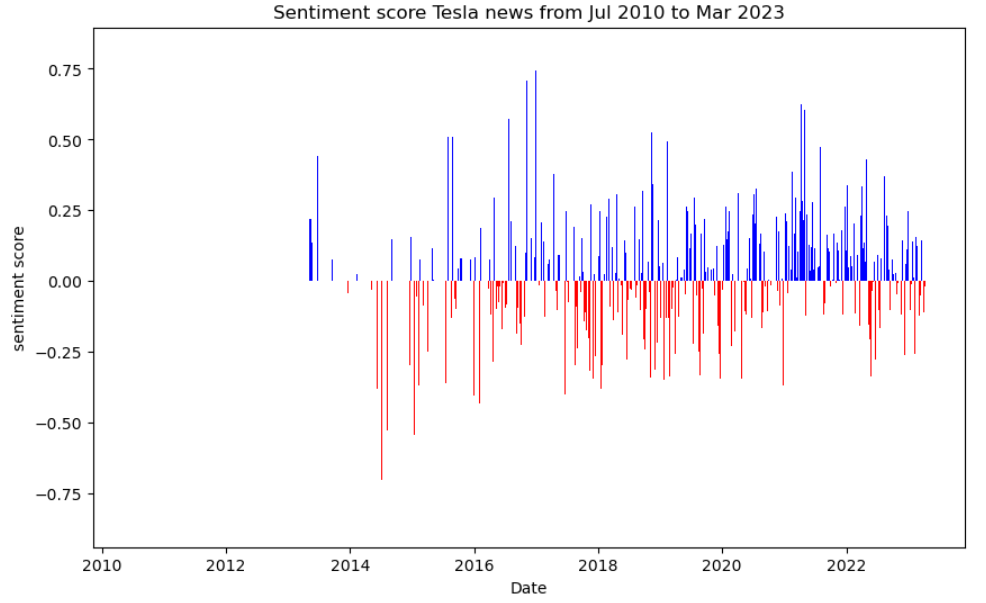 Sentiment score Tesla news from Jul 2010 to Mar 2023
sentiment score
0.75
0.50
0.25
0.00
−0.25
−0.50
−0.75
2010 2012 2014 2016 2018 2020 2022
Date